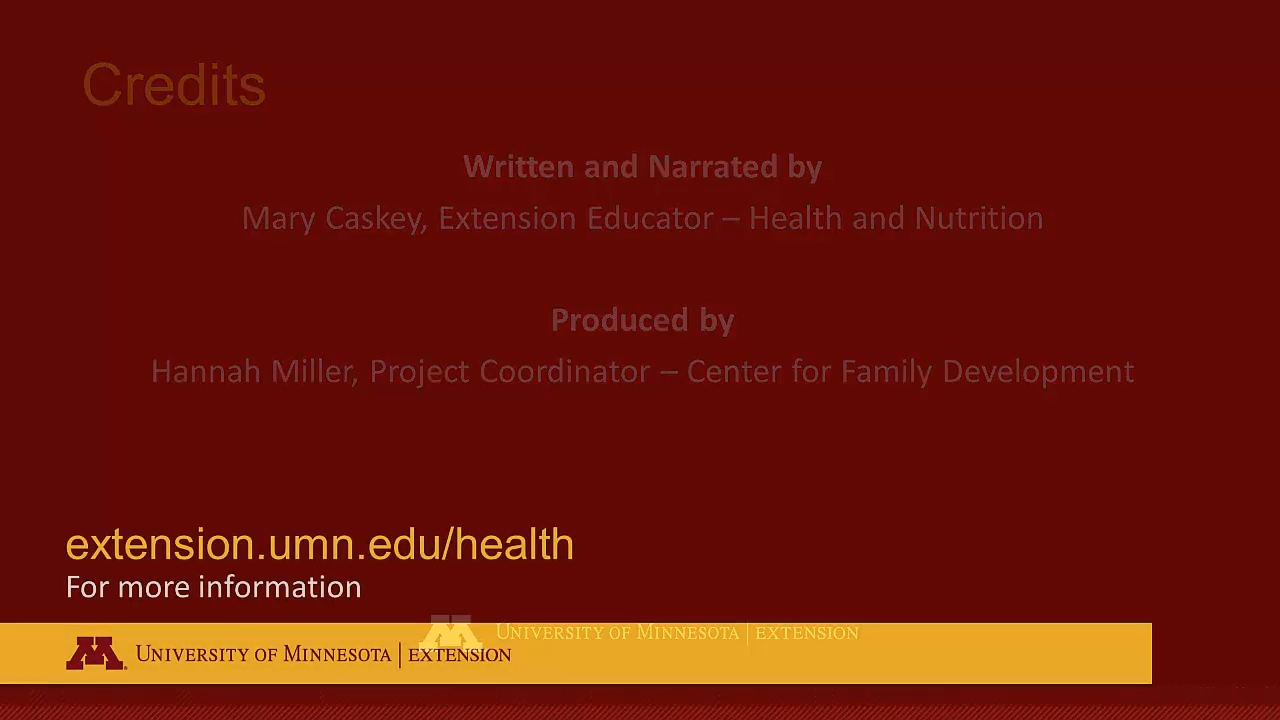 Credits
Written and Narrated by
Mary Caskey, Extension Educator – Health and Nutrition
Produced by
Hannah Miller, Project Coordinator – Center for Family Development
extension.umn.edu/health
For more information
UNIVERSITY OF MINNESOTA | EXTENSION
M UNIVERSITY OF MINNESOTA | EXTENSION